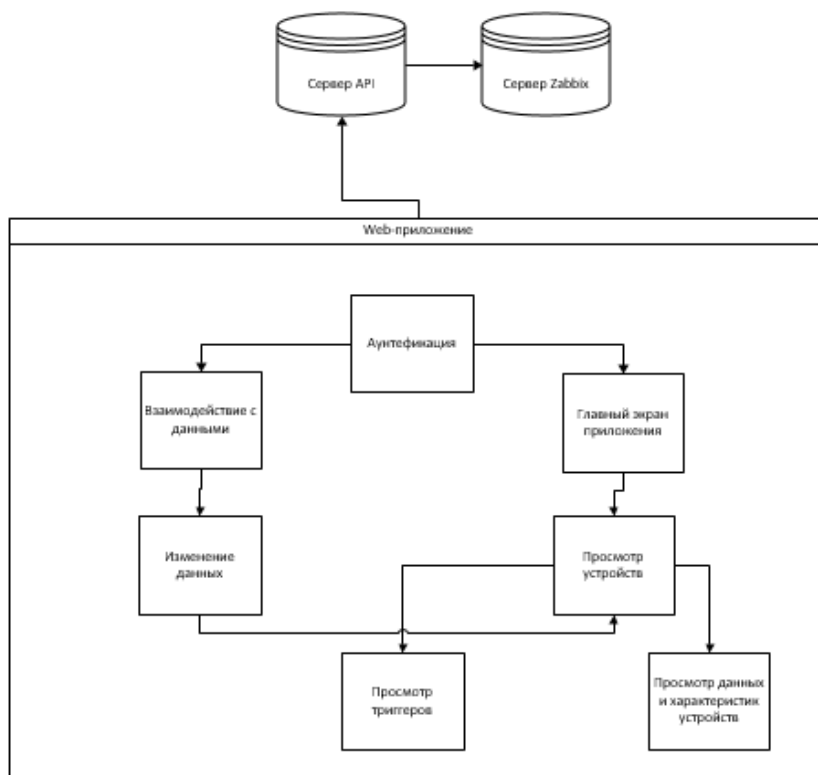 Сервер API
Сервер Zabbix
Web-приложение
Аунтефикация
Взаимодействие с
данными
Главный экран
приложения
Изменение
данных
Просмотр
устройств
Просмотр
триггеров
Просмотр данных
и характеристик
устройств